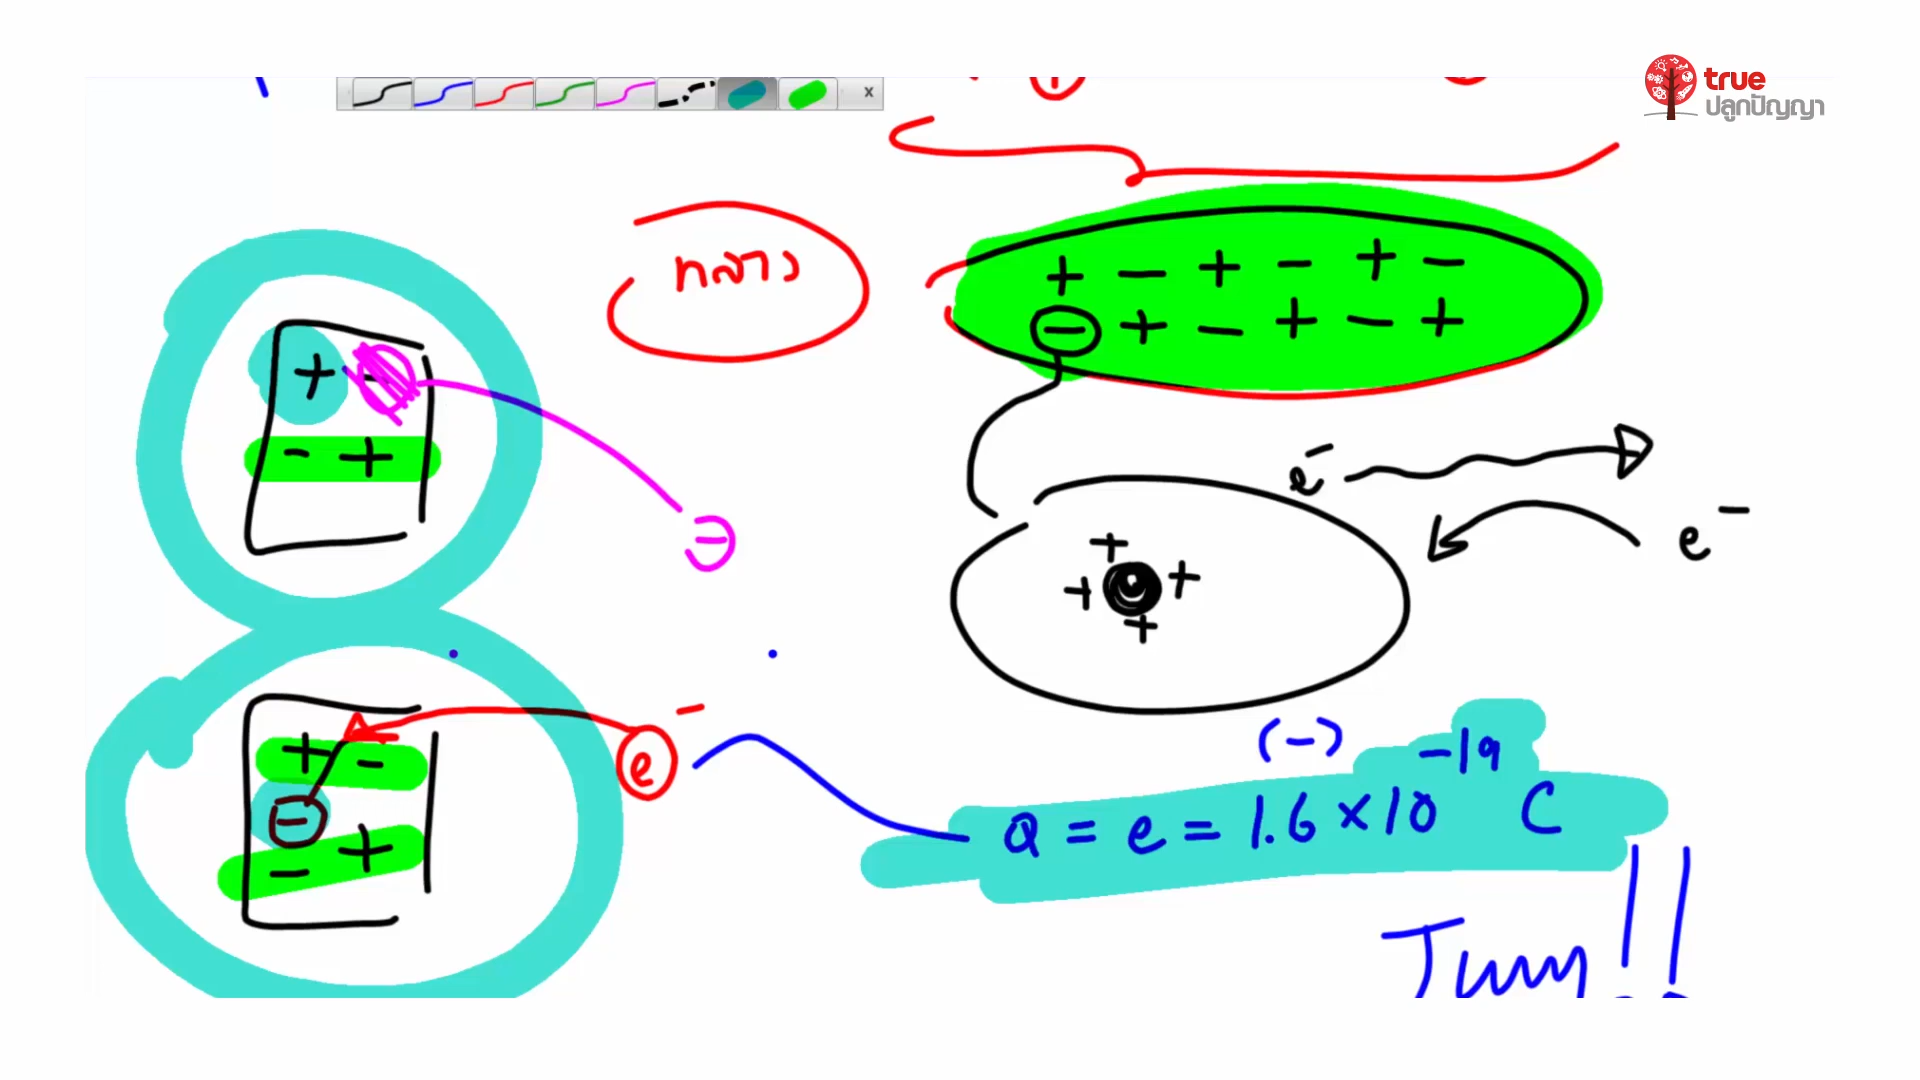 x
true
ปลูกปัญญา
กลาง
+ − + − + −
− + − + − +
+ -
- +
−
e−
e−
+
+ +
+
+ -
−
− +
e−
(−)
Q = e = 1.6 × 10−19 C